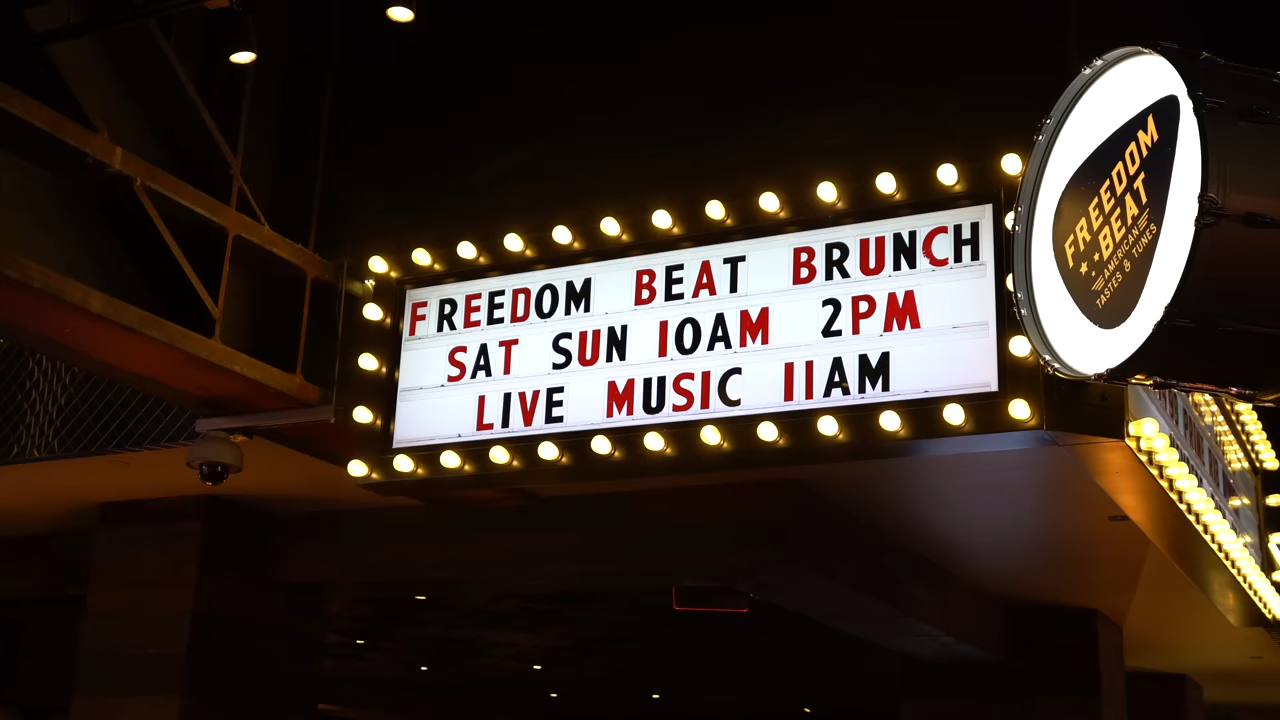 FREEDOM BEAT BRUNCH
SAT SUN 10AM 2PM
LIVE MUSIC 11AM
FREEDOM
BEAT
AMERICAN
TASTES & TUNES